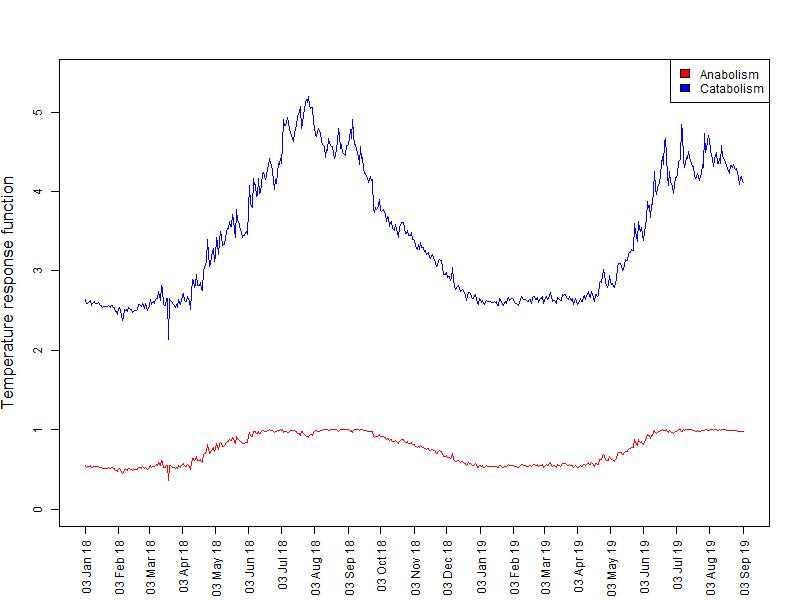 Anabolism
Catabolism
Temperature response function
5
4
3
2
1
0
03 Jan 18
03 Feb 18
03 Mar 18
03 Apr 18
03 May 18
03 Jun 18
03 Jul 18
03 Aug 18
03 Sep 18
03 Oct 18
03 Nov 18
03 Dec 18
03 Jan 19
03 Feb 19
03 Mar 19
03 Apr 19
03 May 19
03 Jun 19
03 Jul 19
03 Aug 19
03 Sep 19